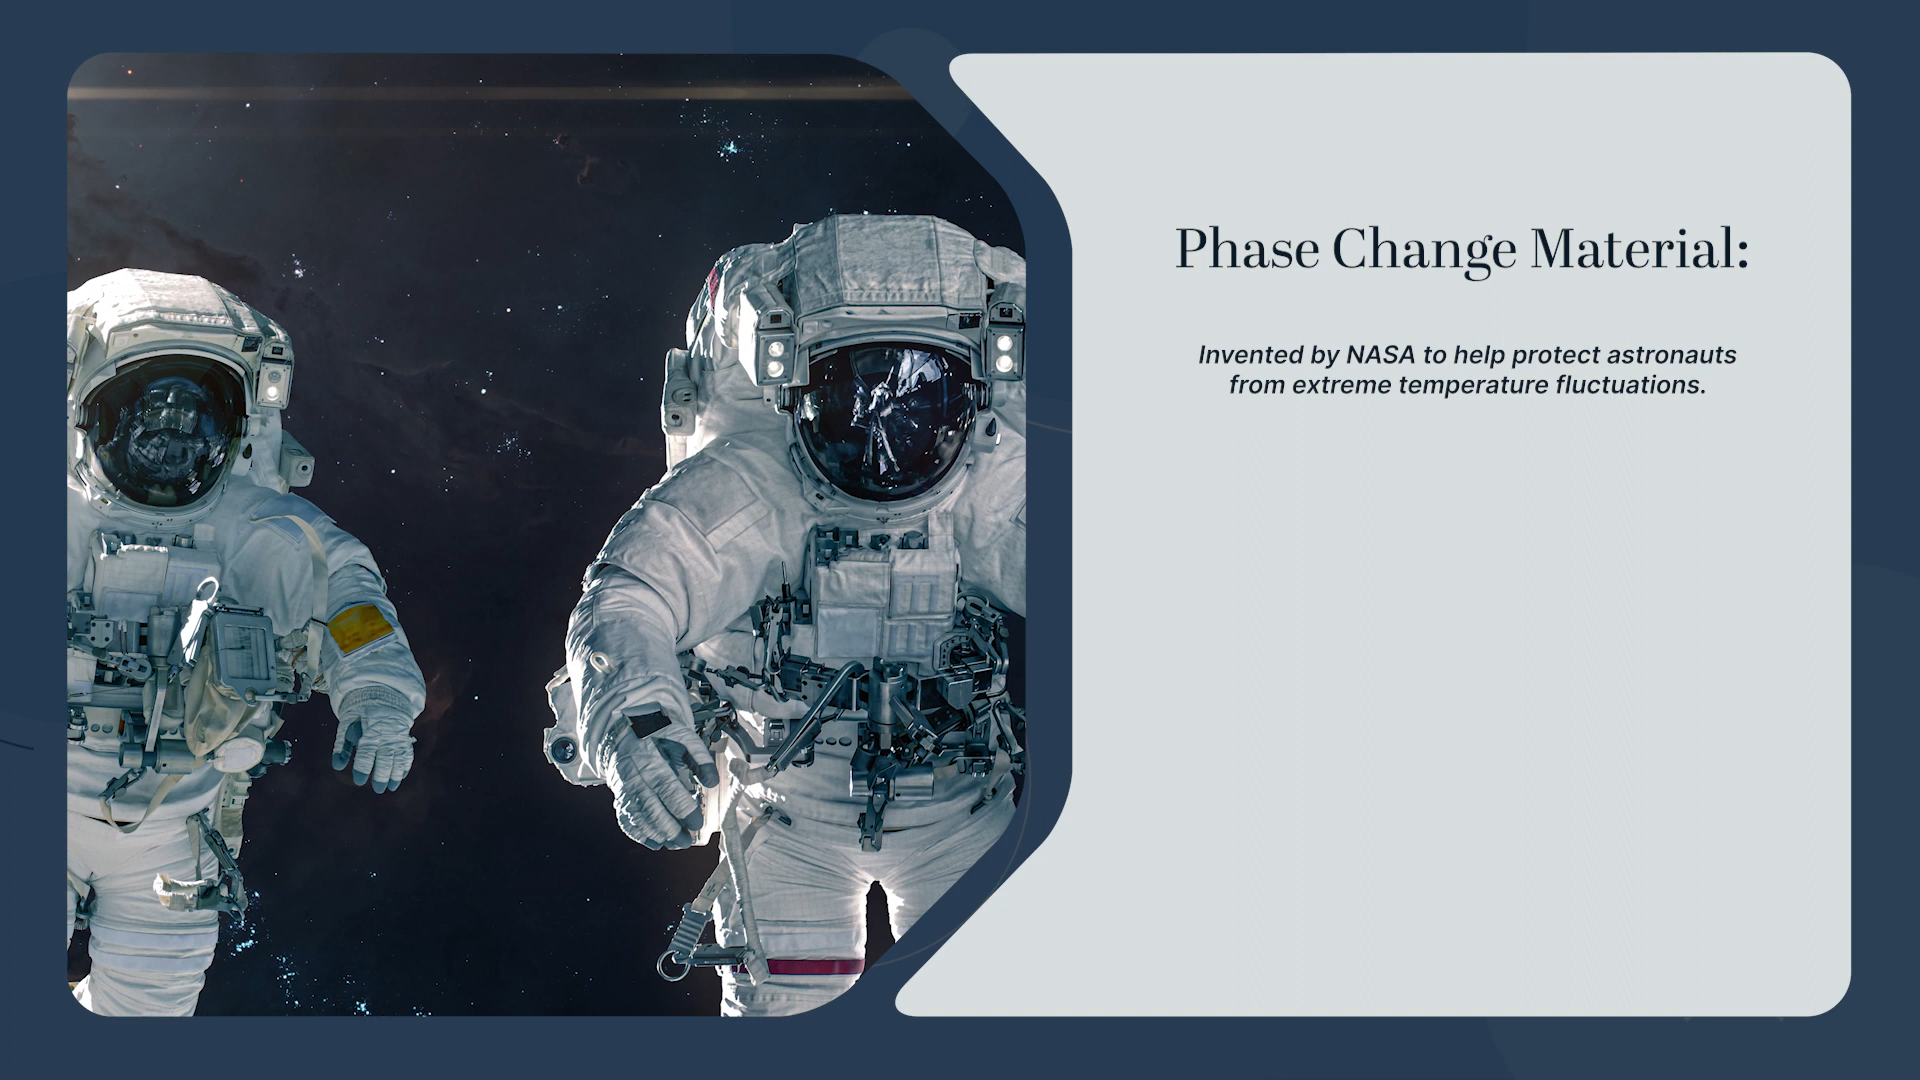 Phase Change Material:
Invented by NASA to help protect astronauts
from extreme temperature fluctuations.